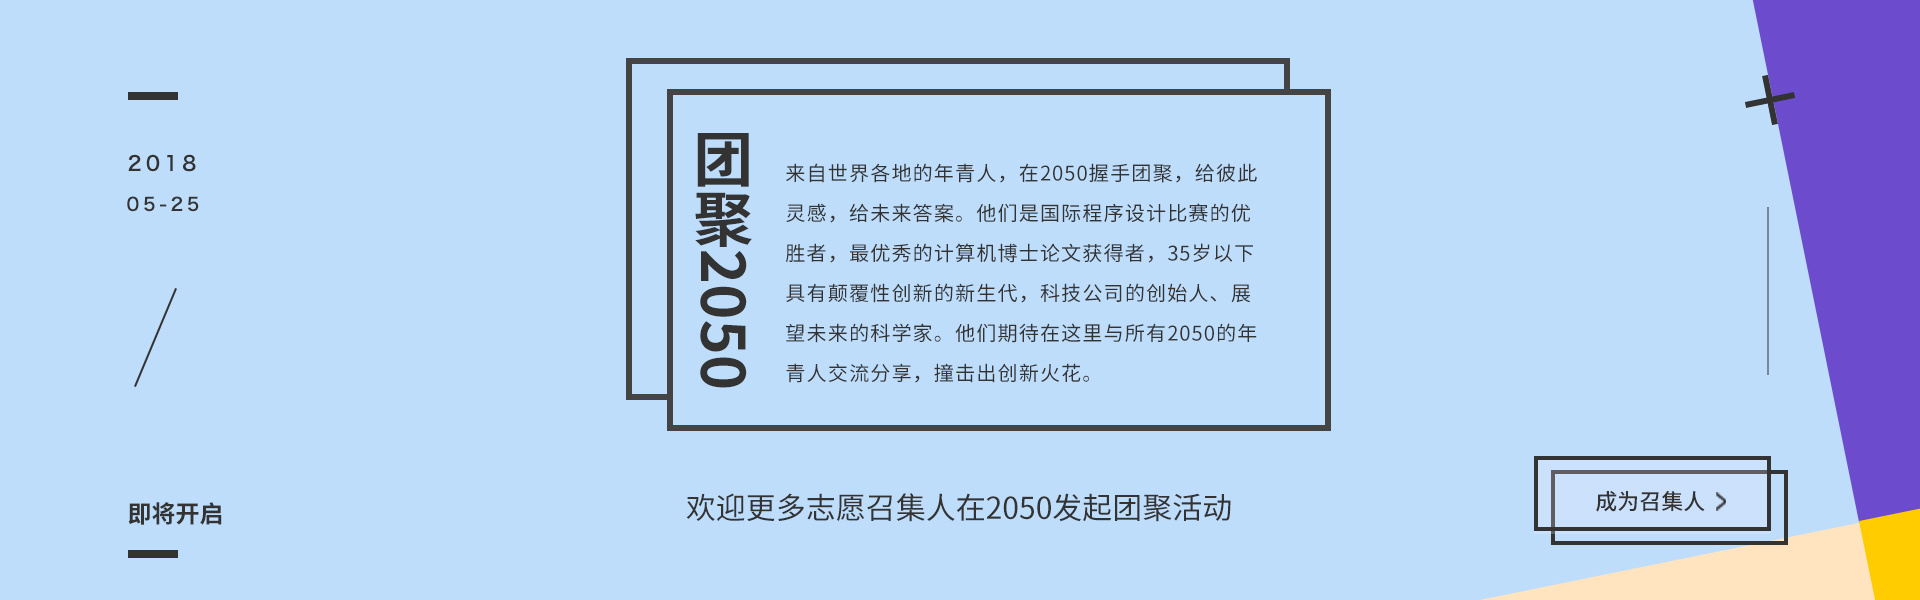 2018
05-25
即将开启
团聚2050
来自世界各地的年青人，在2050握手团聚，给彼此
灵感，给未来答案。他们是国际程序设计比赛的优
胜者，最优秀的计算机博士论文获得者，35岁以下
具有颠覆性创新的新生代，科技公司的创始人、展
望未来的科学家。他们期待在这里与所有2050的年
青人交流分享，撞击出创新火花。
欢迎更多志愿召集人在2050发起团聚活动
成为召集人 >